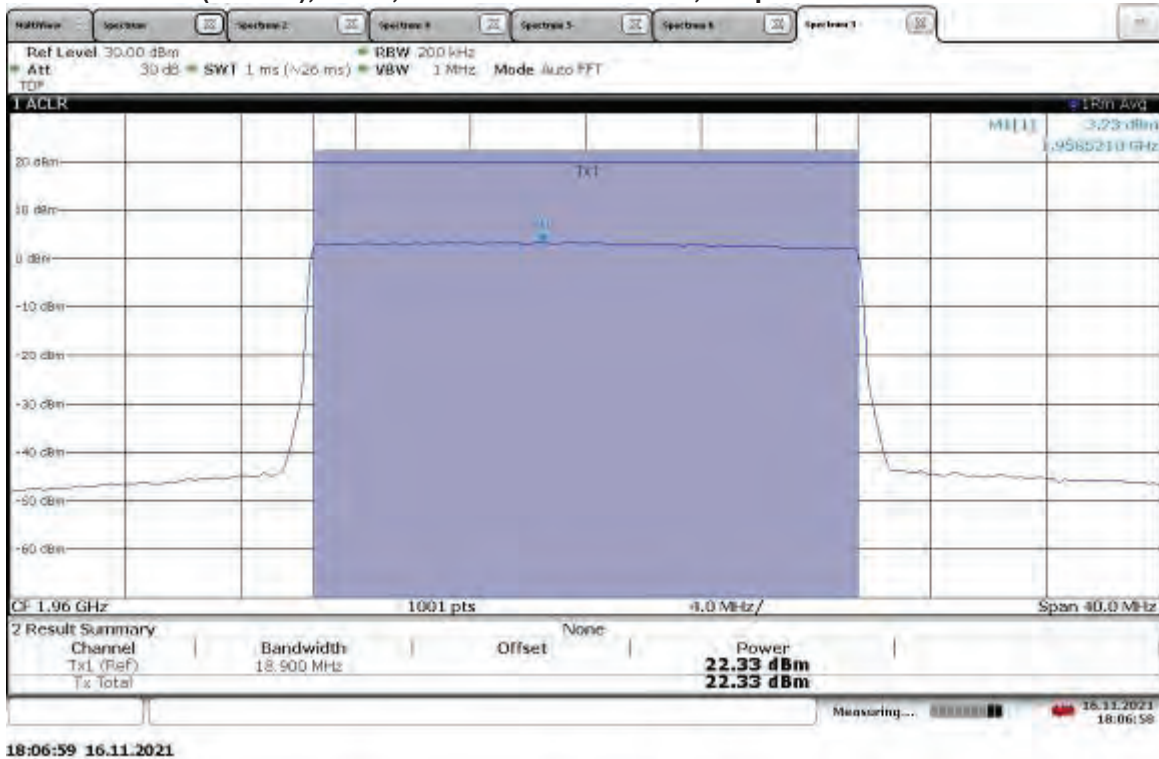 MultiView Spectrum Spectrum 2 Spectrum 4 Spectrum 5 Spectrum 6 Spectrum 3
Ref Level 30.00 dBm RBW 200 kHz
Att 30 dB SWT 1 ms (~26 ms) VBW 1 MHz Mode Auto FFT
TDF
1 ACLR 1Rm Avg
M1[1] 3.23 dBm
1.9585210 GHz
20 dBm
Tx1
10 dBm
M1
0 dBm
-10 dBm
-20 dBm
-30 dBm
-40 dBm
-50 dBm
-60 dBm
CF 1.96 GHz 1001 pts 4.0 MHz/ Span 40.0 MHz
2 Result Summary None
Channel Bandwidth Offset Power
Tx1 (Ref) 18.900 MHz 22.33 dBm
Tx Total 22.33 dBm
Measuring... 16.11.2021
18:06:58
18:06:59 16.11.2021